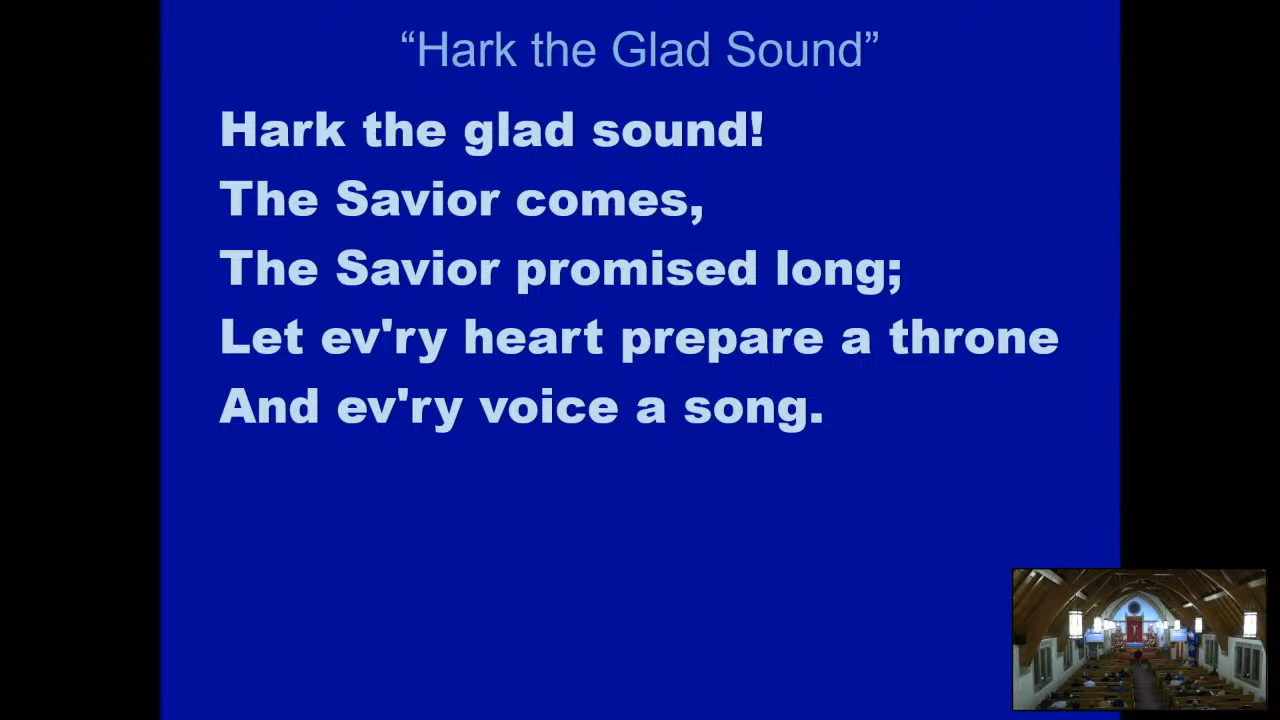 “Hark the Glad Sound”
Hark the glad sound!
The Savior comes,
The Savior promised long;
Let ev'ry heart prepare a throne
And ev'ry voice a song.